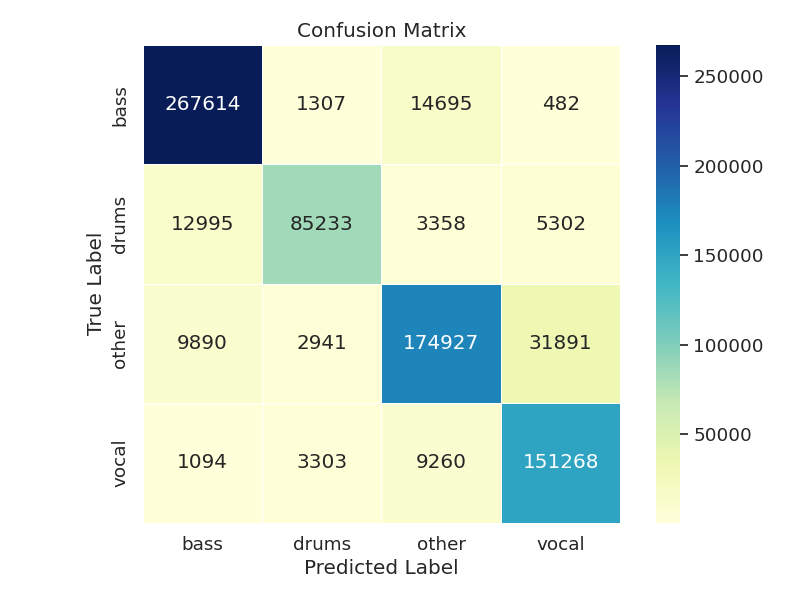 Confusion Matrix
True Label
bass 267614 1307 14695 482
drums 12995 85233 3358 5302
other 9890 2941 174927 31891
vocal 1094 3303 9260 151268
bass drums other vocal
Predicted Label
250000
200000
150000
100000
50000